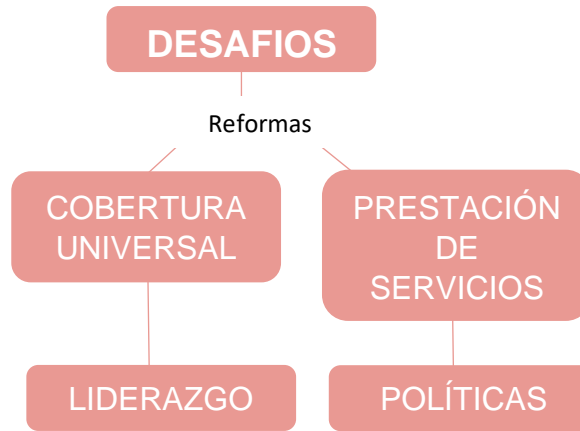 DESAFIOS
Reformas
COBERTURA
UNIVERSAL
PRESTACIÓN
DE
SERVICIOS
LIDERAZGO
POLÍTICAS